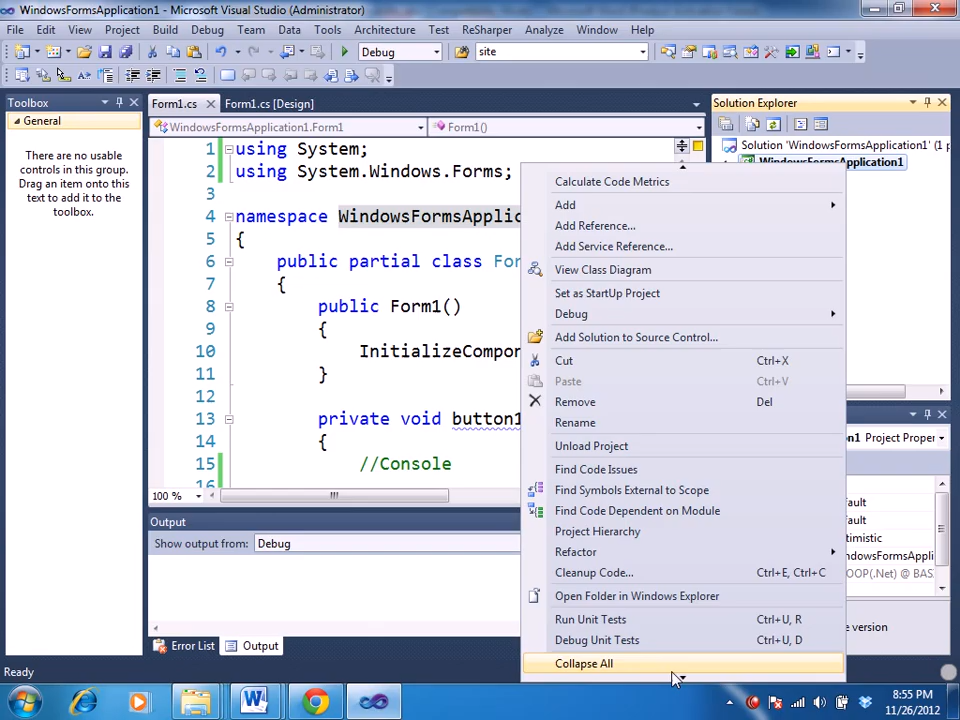 WindowsFormsApplication1 - Microsoft Visual Studio (Administrator)
File Edit View Project Build Debug Team Data Tools Architecture Test ReSharper Analyze Window Help
Debug site
Toolbox
General
There are no usable
controls in this group.
Drag an item onto this
text to add it to the
toolbox.
Form1.cs Form1.cs [Design]
WindowsFormsApplication1.Form1 Form1()
1 using System;
2 using System.Windows.Forms;
3
4 namespace WindowsFormsApplic
5 {
6 public partial class For
7 {
8 public Form1()
9 {
10 InitializeCompon
11 }
12
13 private void button1
14 {
15 //Console
16
100 %
Output
Show output from: Debug
Error List Output
Solution Explorer
Solution 'WindowsFormsApplication1' (1 p
WindowsFormsApplication1
Calculate Code Metrics
Add
Add Reference...
Add Service Reference...
View Class Diagram
Set as StartUp Project
Debug
Add Solution to Source Control...
Cut Ctrl+X
Paste Ctrl+V
Remove Del
Rename
Unload Project
Find Code Issues
Find Symbols External to Scope
Find Code Dependent on Module
Project Hierarchy
Refactor
Cleanup Code... Ctrl+E, Ctrl+C
Open Folder in Windows Explorer
Run Unit Tests Ctrl+U, R
Debug Unit Tests Ctrl+U, D
Collapse All
n1 Project Proper
fault
fault
timistic
ndowsFormsAppli
OOP(.Net) @ BAS
e version
Ready
8:55 PM
11/26/2012